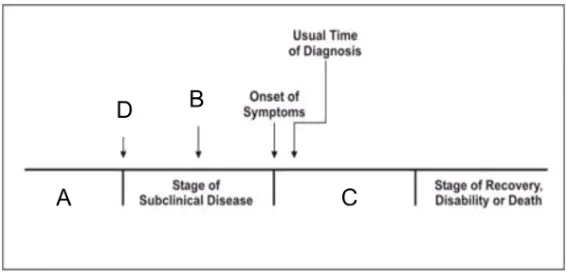 Usual Time
of Diagnosis
D
B
Onset of
Symptoms
A
Stage of
Subclinical Disease
C
Stage of Recovery,
Disability or Death